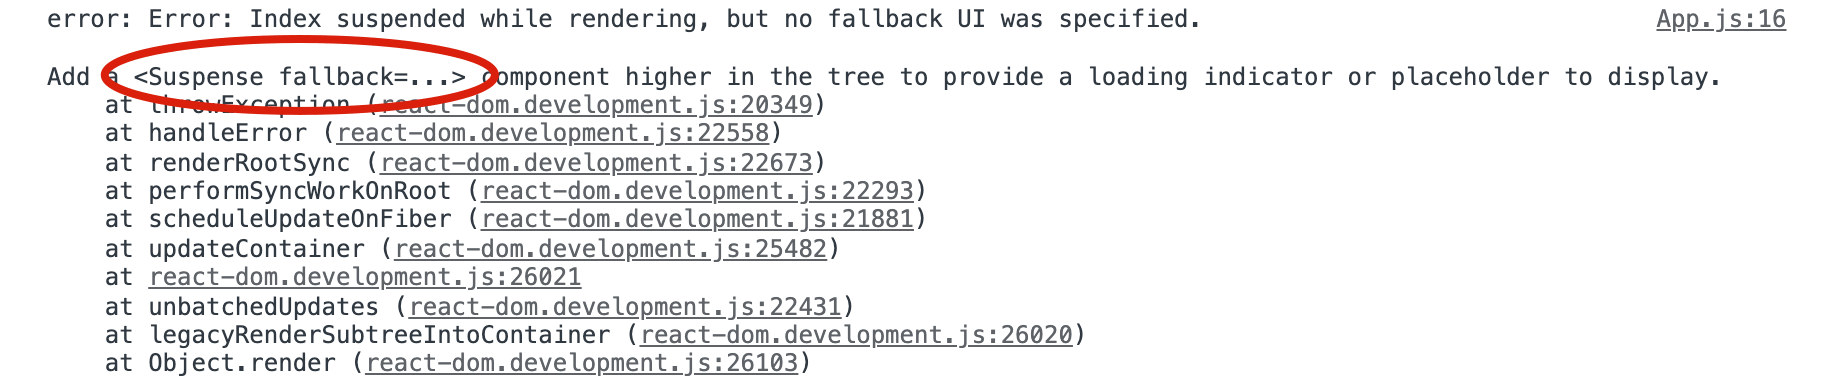 error: Error: Index suspended while rendering, but no fallback UI was specified. App.js:16
Add a <Suspense fallback=...> component higher in the tree to provide a loading indicator or placeholder to display.
at throwException (react-dom.development.js:20349)
at handleError (react-dom.development.js:22558)
at renderRootSync (react-dom.development.js:22673)
at performSyncWorkOnRoot (react-dom.development.js:22293)
at scheduleUpdateOnFiber (react-dom.development.js:21881)
at updateContainer (react-dom.development.js:25482)
at react-dom.development.js:26021
at unbatchedUpdates (react-dom.development.js:22431)
at legacyRenderSubtreeIntoContainer (react-dom.development.js:26020)
at Object.render (react-dom.development.js:26103)